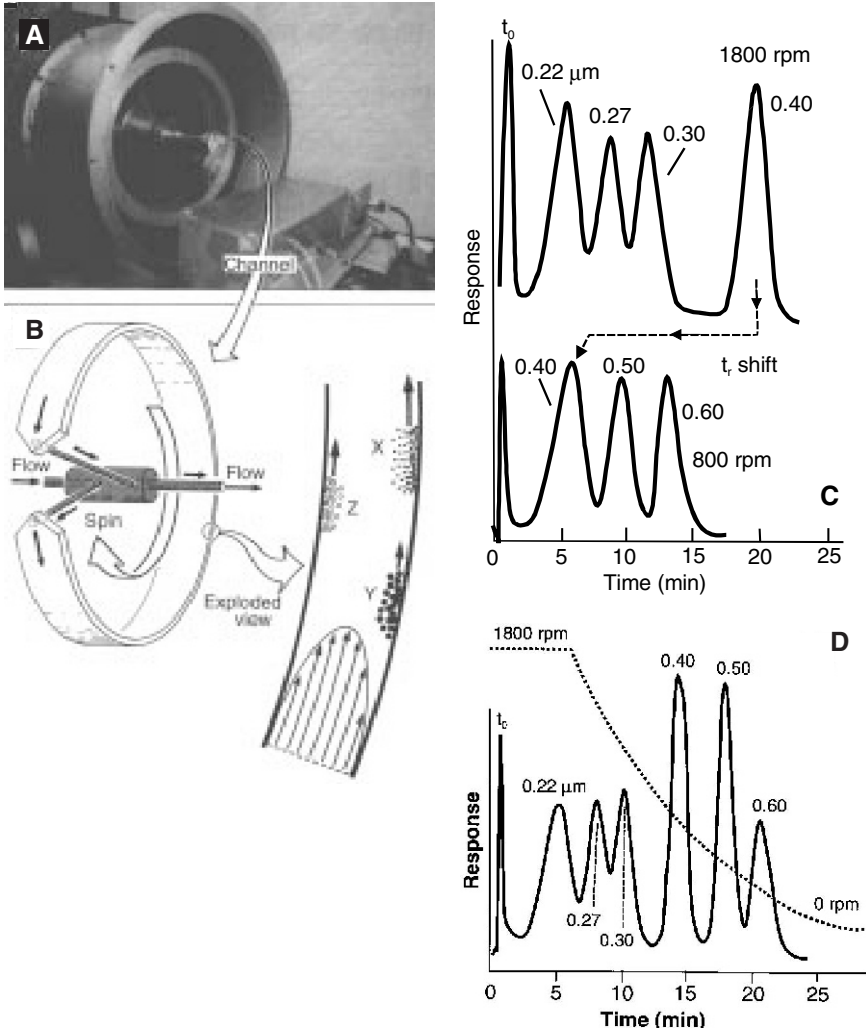 A
Channel
B
Flow
Flow
Spin
Exploded
view
X
Z
Y
t₀
0.22 μm
0.27
0.30
1800 rpm
0.40
Response
tᵣ shift
0.40
0.50
0.60
800 rpm
C
0 5 10 15 20 25
Time (min)
1800 rpm
D
t₀
0.22 μm
0.27
0.30
0.40
0.50
0.60
0 rpm
Response
0 5 10 15 20 25
Time (min)